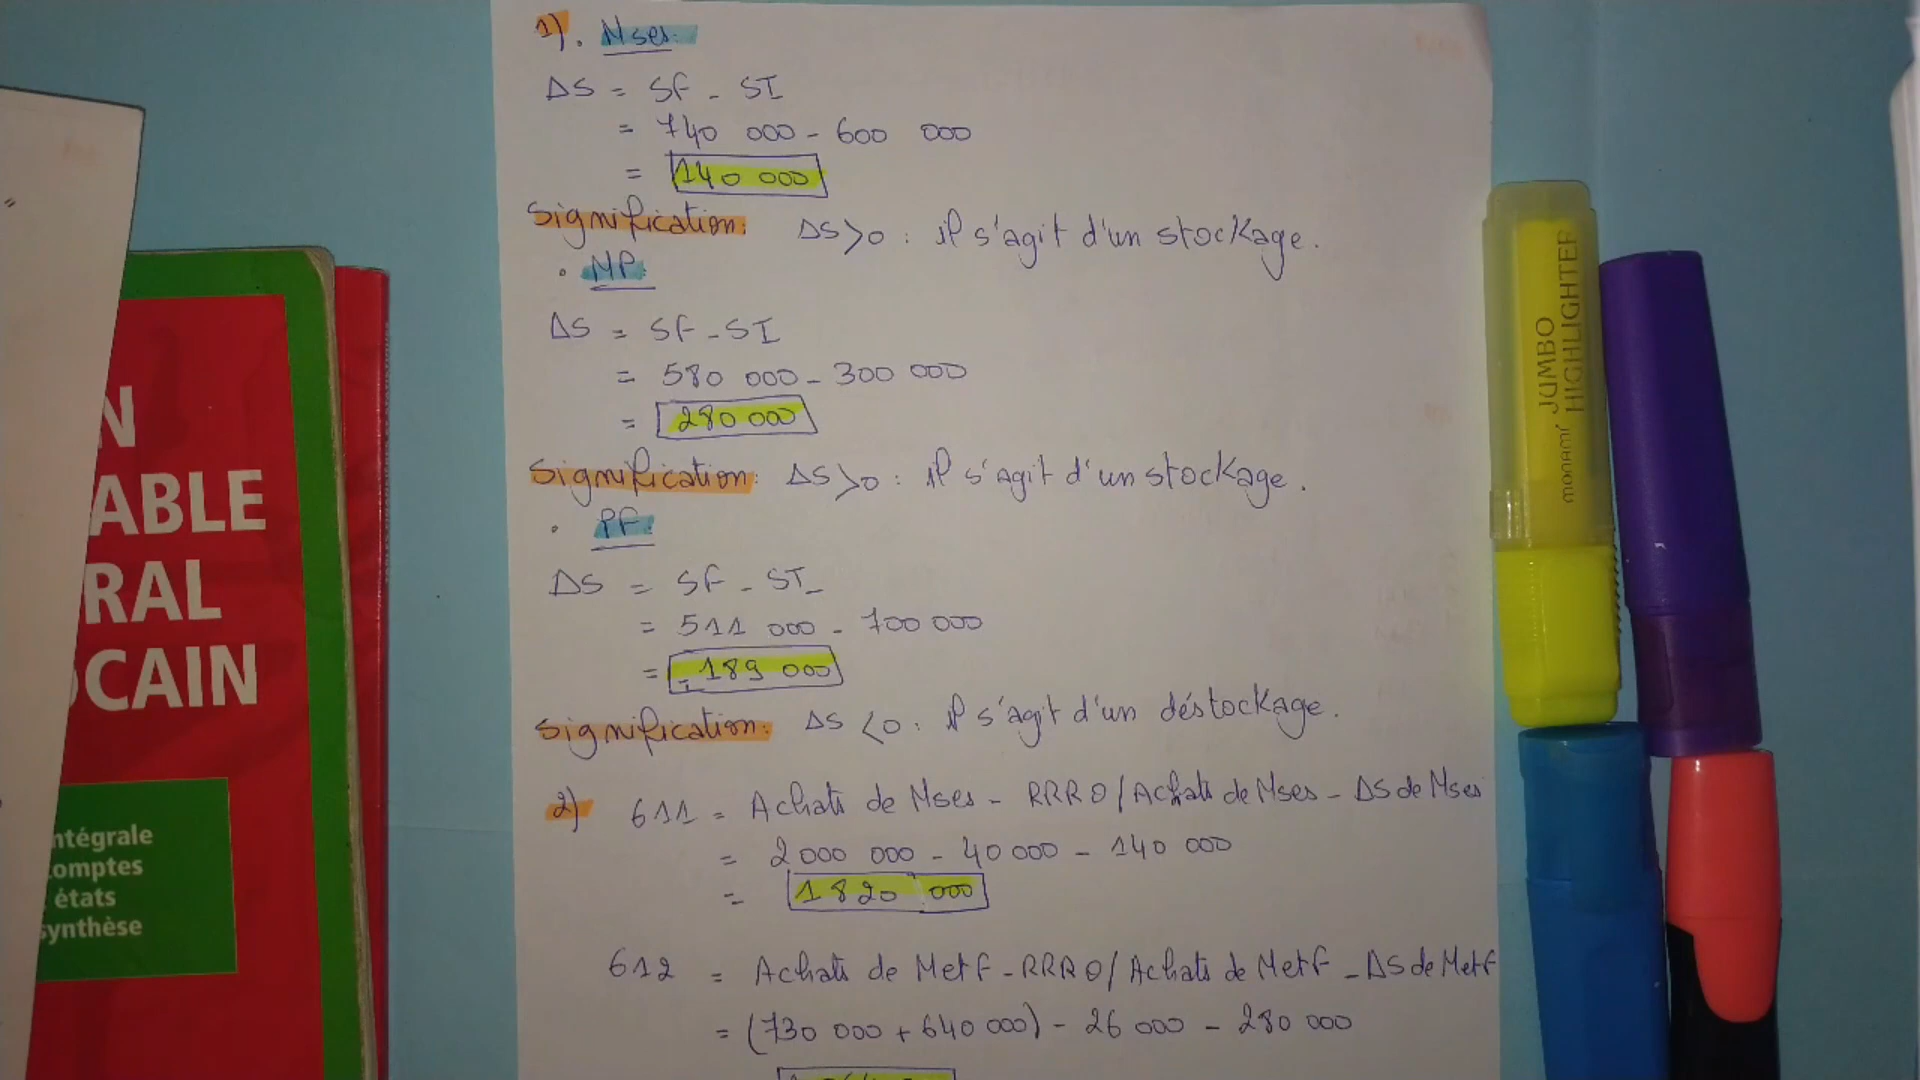 1). Mses.
ΔS = SF - SI
= 740 000 - 600 000
= 140 000
Signification: ΔS>0 : il s'agit d'un stockage.
. MP:
ΔS = SF - SI
= 580 000 - 300 000
= 280 000
Signification: ΔS>0 : il s'agit d'un stockage.
. PF:
ΔS = SF - SI
= 511 000 - 700 000
= - 189 000
Signification: ΔS <0 : il s'agit d'un déstockage.
2) 611 = Achats de Mses - RRRO/Achats de Mses - ΔS de Mses
= 2 000 000 - 40 000 - 140 000
= 1 820 000
612 = Achats de Met F - RRRO/Achats de Met F - ΔS de Met F
= (730 000 + 640 000) - 26 000 - 280 000
N
ABLE
RAL
OCAIN
ntégrale
comptes
états
synthèse
monami JUMBO
HIGHLIGHTER